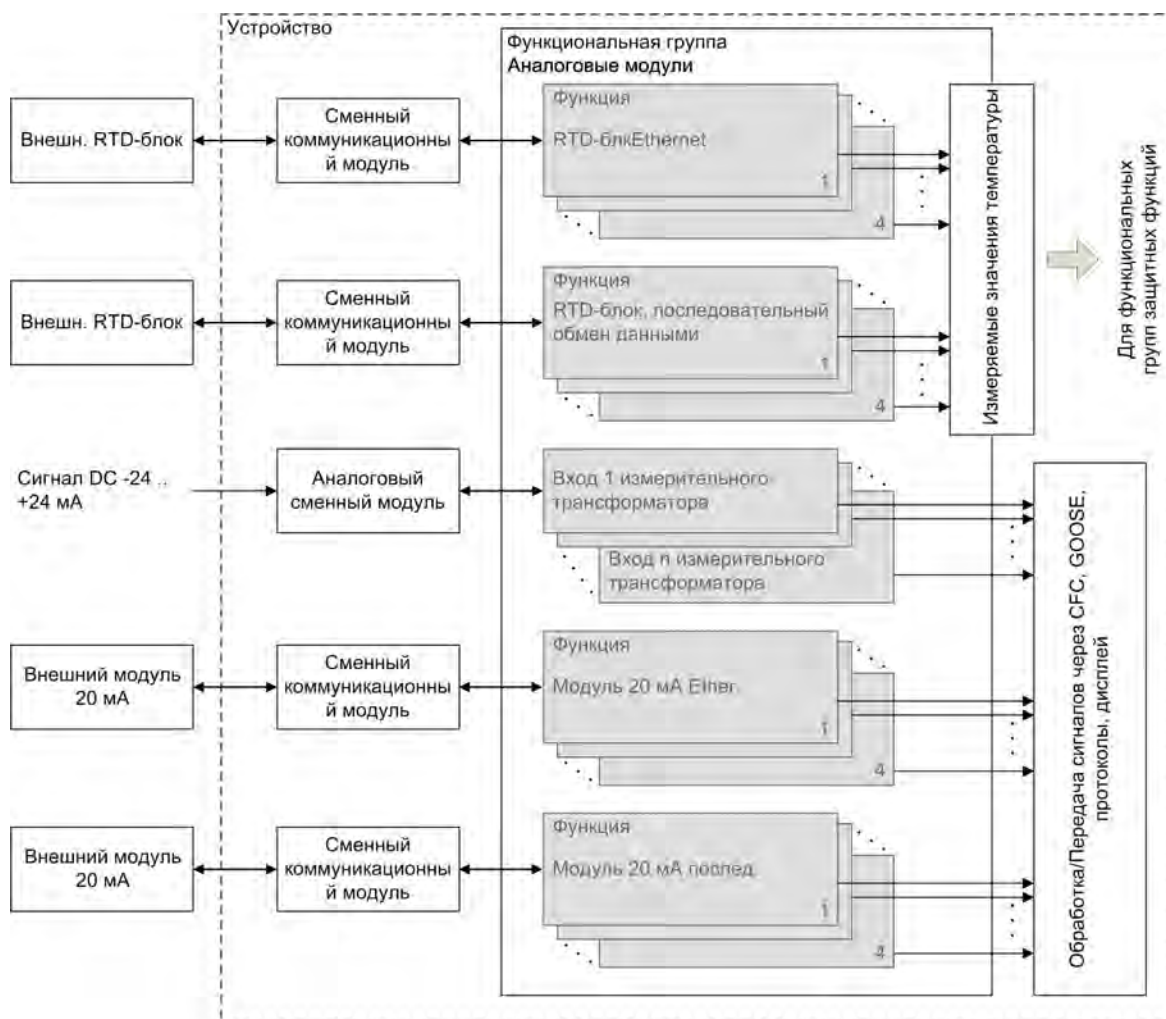 Устройство
Функциональная группа
Аналоговые модули
Внешн. RTD-блок
Сменный
коммуникационны
й модуль
Функция
RTD-блкEthernet
1
4
Внешн. RTD-блок
Сменный
коммуникационны
й модуль
Функция
RTD-блок, последовательный
обмен данными
1
4
Измеряемые значения температуры
Для функциональных
групп защитных функций
Сигнал DC -24 ..
+24 мА
Аналоговый
сменный модуль
Вход 1 измерительного
трансформатора
Вход n измерительного
трансформатора
Внешний модуль
20 мА
Сменный
коммуникационны
й модуль
Функция
Модуль 20 мА Ether.
1
4
Внешний модуль
20 мА
Сменный
коммуникационны
й модуль
Функция
Модуль 20 мА послед.
1
4
Обработка/Передача сигналов через CFC, GOOSE,
протоколы, дисплей